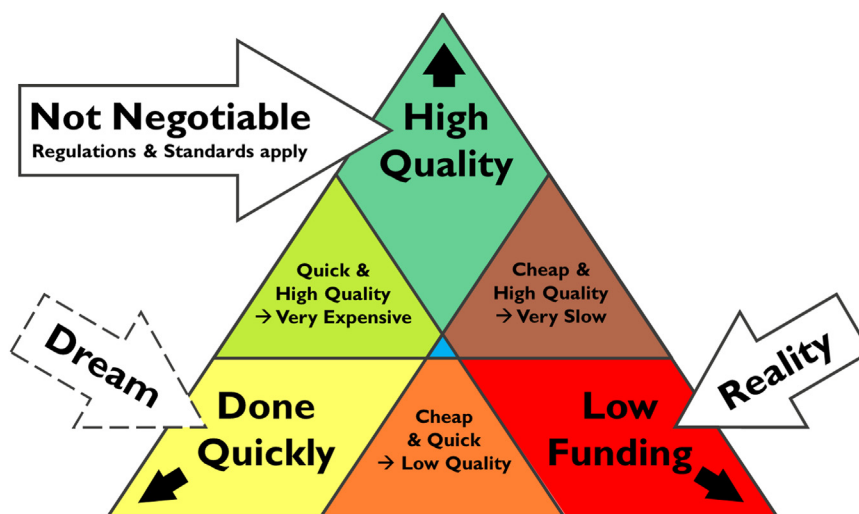 Not Negotiable
Regulations & Standards apply
High
Quality
Quick &
High Quality
→ Very Expensive
Cheap &
High Quality
→ Very Slow
Dream
Reality
Done
Quickly
Cheap
& Quick
→ Low Quality
Low
Funding